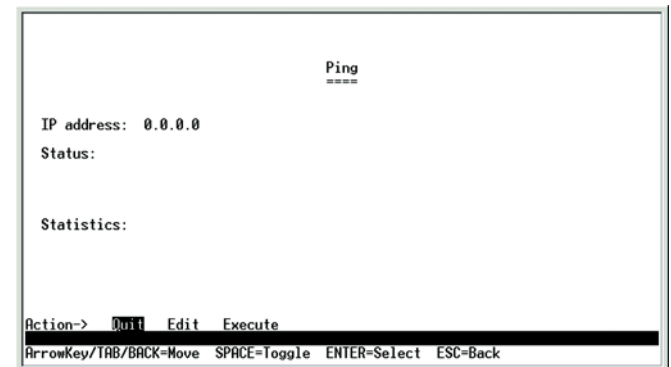 Ping
====
IP address: 0.0.0.0
Status:
Statistics:
Action-> Quit Edit Execute
ArrowKey/TAB/BACK=Move SPACE=Toggle ENTER=Select ESC=Back